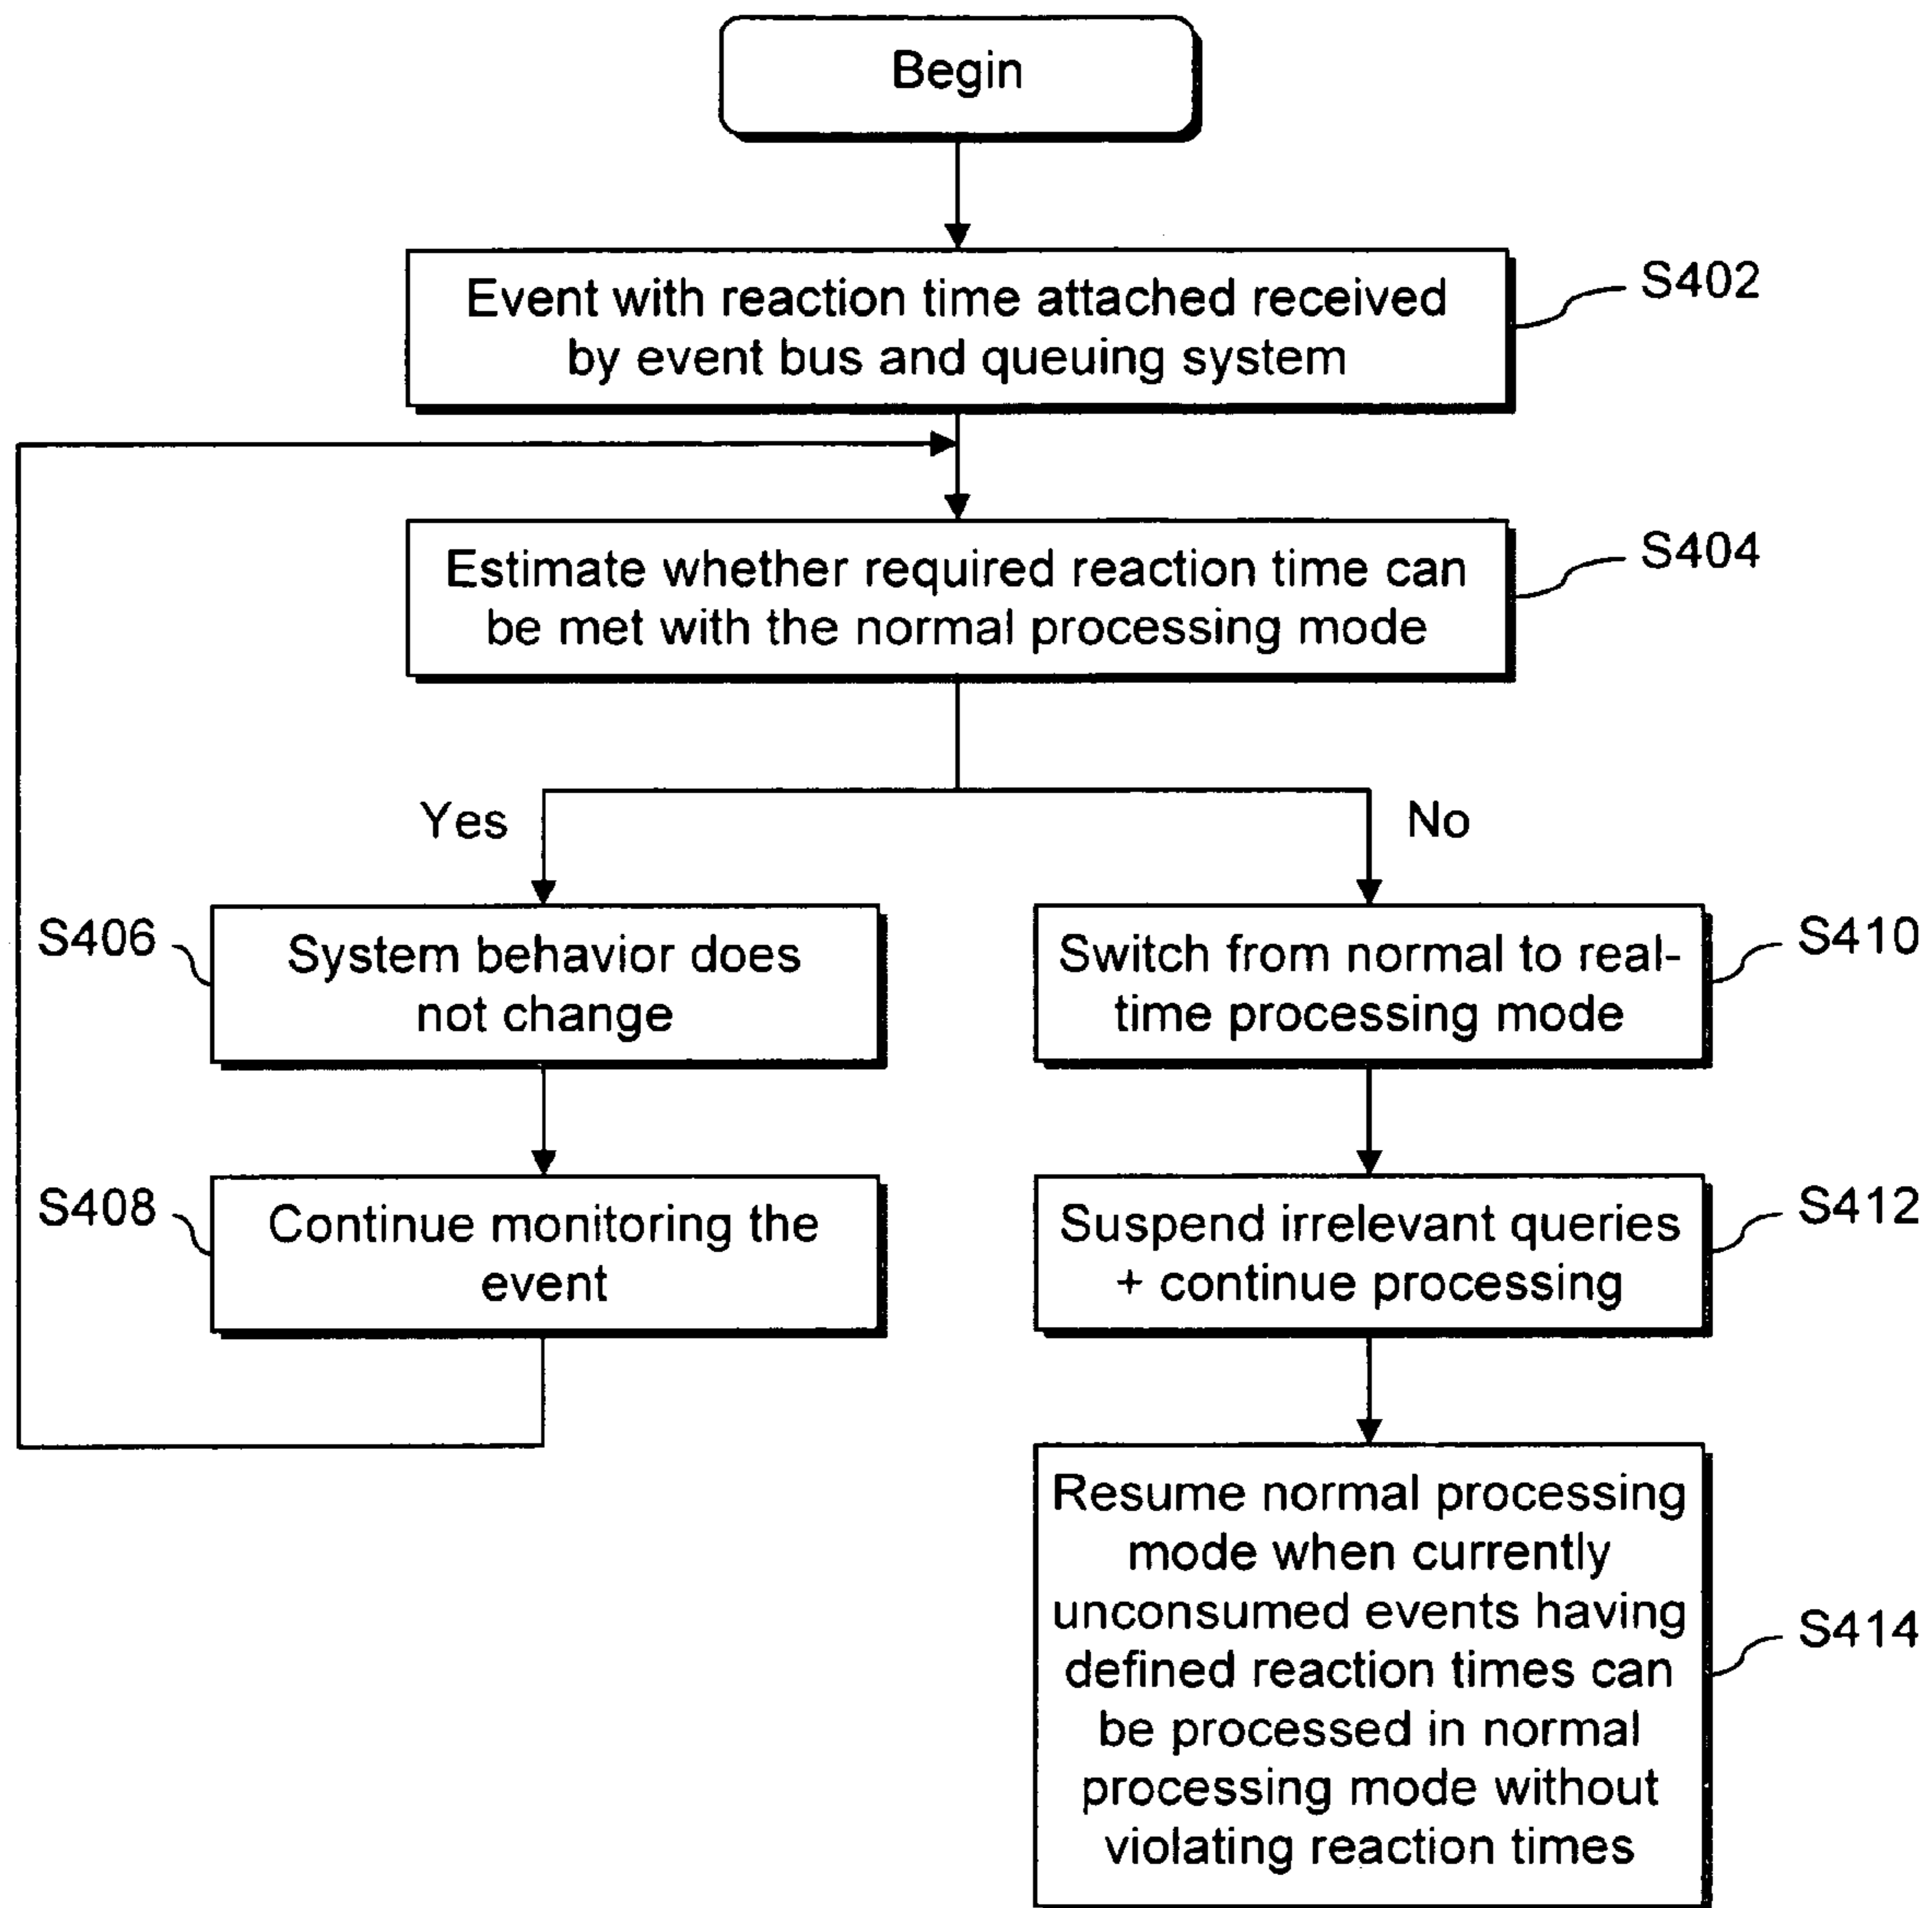 Begin
Event with reaction time attached received
by event bus and queuing system
S402
Estimate whether required reaction time can
be met with the normal processing mode
S404
Yes
No
S406
System behavior does
not change
Switch from normal to real-
time processing mode
S410
S408
Continue monitoring the
event
Suspend irrelevant queries
+ continue processing
S412
Resume normal processing
mode when currently
unconsumed events having
defined reaction times can
be processed in normal
processing mode without
violating reaction times
S414